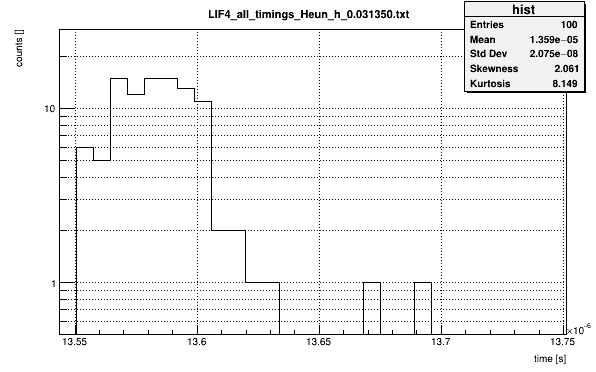 LIF4_all_timings_Heun_h_0.031350.txt
hist
Entries 100
Mean 1.359e−05
Std Dev 2.075e−08
Skewness 2.061
Kurtosis 8.149
counts []
10
1
13.55 13.6 13.65 13.7 13.75
×10⁻⁶
time [s]